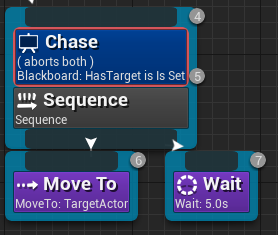 4
Chase
( aborts both )
Blackboard: HasTarget is Is Set
5
Sequence
Sequence
6
Move To
MoveTo: TargetActor
7
Wait
Wait: 5.0s